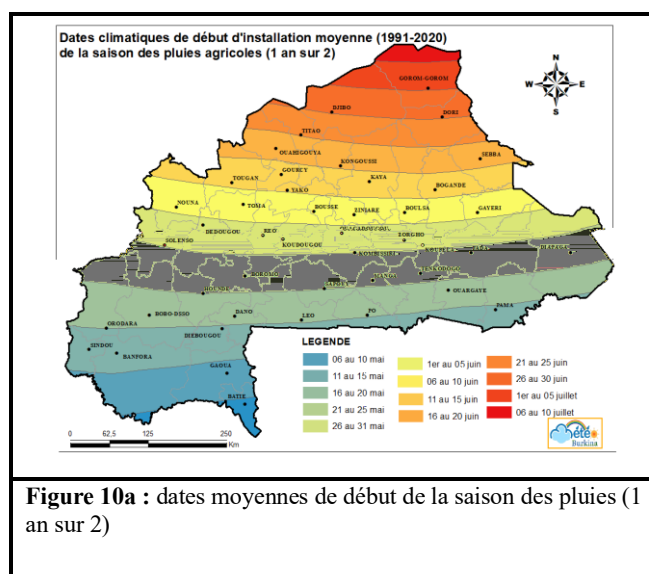 Dates climatiques de début d'installation moyenne (1991-2020)
de la saison des pluies agricoles (1 an sur 2)
N
W E
S
GOROM-GOROM
DJIBO
DORI
TITAO
OUAHIGOUYA
KONGOUSSI
SEBBA
GOURCY
TOUGAN
KAYA
YAKO
BOGANDE
NOUNA
TOMA
BOUSSE
ZINIARE
BOULSA
GAYERI
DEDOUGOU
REO
ZORGHO
SOLENSO
KOUDOUGOU
KOMBISSIRI
DIAPAGA
TENKODOGO
BOROMO
MANGA
HOUNDE
OUARGAYE
BOBO-DSSO
DANO
LEO
PO
PAMA
ORODARA
DIEBOUGOU
SINDOU
BANFORA
GAOUA
BATIE
LEGENDE
06 au 10 mai
11 au 15 mai
16 au 20 mai
21 au 25 mai
26 au 31 mai
1er au 05 juin
06 au 10 juin
11 au 15 juin
16 au 20 juin
21 au 25 juin
26 au 30 juin
1er au 05 juillet
06 au 10 juillet
0 62,5 125 250
Km
été
Burkina
Figure 10a : dates moyennes de début de la saison des pluies (1
an sur 2)